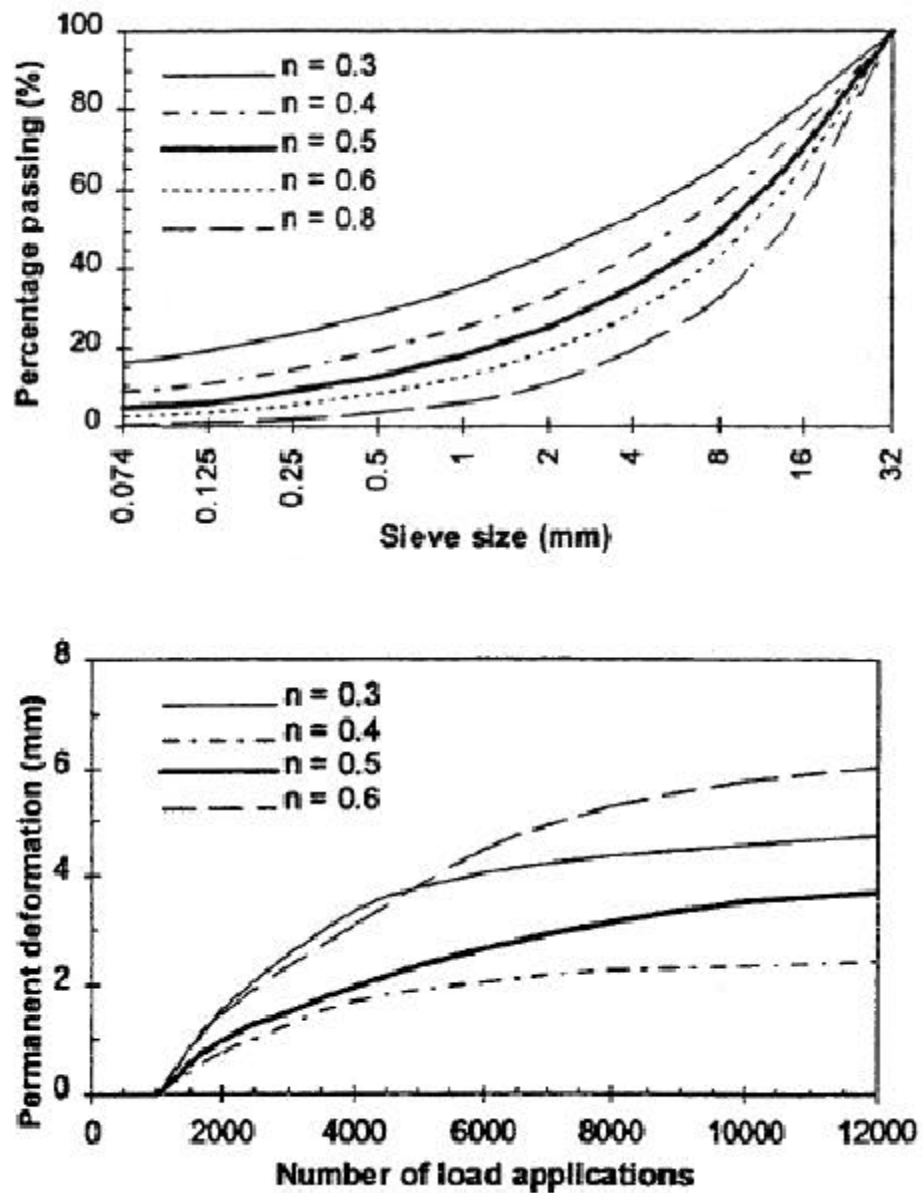 100
80
60
40
20
0
Percentage passing (%)
n = 0.3
n = 0.4
n = 0.5
n = 0.6
n = 0.8
0.074
0.125
0.25
0.5
1
2
4
8
16
32
Sieve size (mm)
8
6
4
2
0
Permanent deformation (mm)
n = 0.3
n = 0.4
n = 0.5
n = 0.6
0 2000 4000 6000 8000 10000 12000
Number of load applications